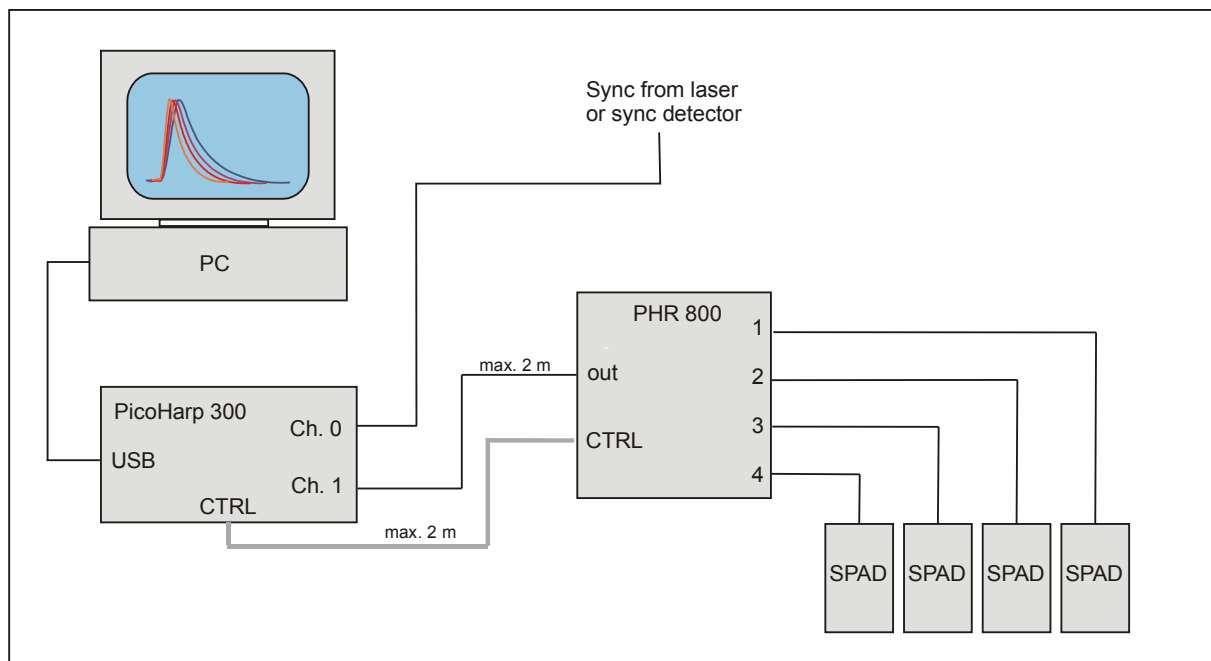 Sync from laser
or sync detector
PC
PHR 800
1
max. 2 m
out
2
PicoHarp 300
Ch. 0
3
CTRL
USB
Ch. 1
4
CTRL
max. 2 m
SPAD
SPAD
SPAD
SPAD